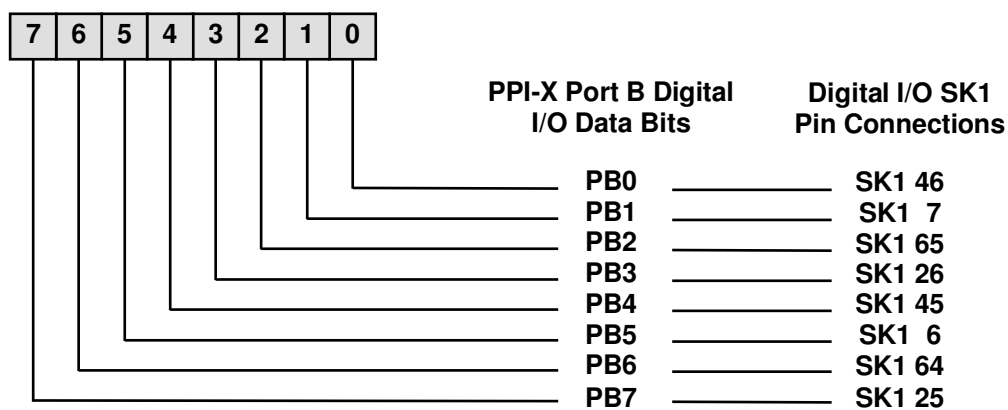 7 6 5 4 3 2 1 0
PPI-X Port B Digital I/O Data Bits
Digital I/O SK1 Pin Connections
PB0 SK1 46
PB1 SK1 7
PB2 SK1 65
PB3 SK1 26
PB4 SK1 45
PB5 SK1 6
PB6 SK1 64
PB7 SK1 25